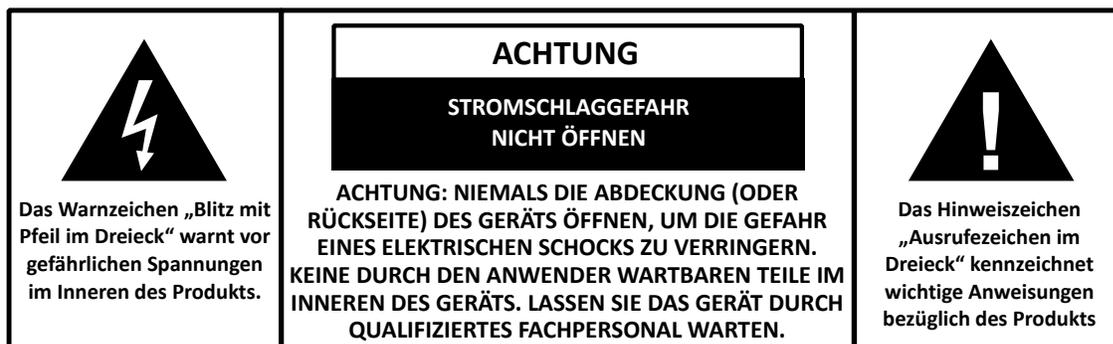 Das Warnzeichen „Blitz mit
Pfeil im Dreieck“ warnt vor
gefährlichen Spannungen
im Inneren des Produkts.
ACHTUNG
STROMSCHLAGGEFAHR
NICHT ÖFFNEN
ACHTUNG: NIEMALS DIE ABDECKUNG (ODER
RÜCKSEITE) DES GERÄTS ÖFFNEN, UM DIE GEFAHR
EINES ELEKTRISCHEN SCHOCKS ZU VERRINGERN.
KEINE DURCH DEN ANWENDER WARTBAREN TEILE IM
INNEREN DES GERÄTS. LASSEN SIE DAS GERÄT DURCH
QUALIFIZIERTES FACHPERSONAL WARTEN.
!
Das Hinweiszeichen
„Ausrufezeichen im
Dreieck“ kennzeichnet
wichtige Anweisungen
bezüglich des Produkts